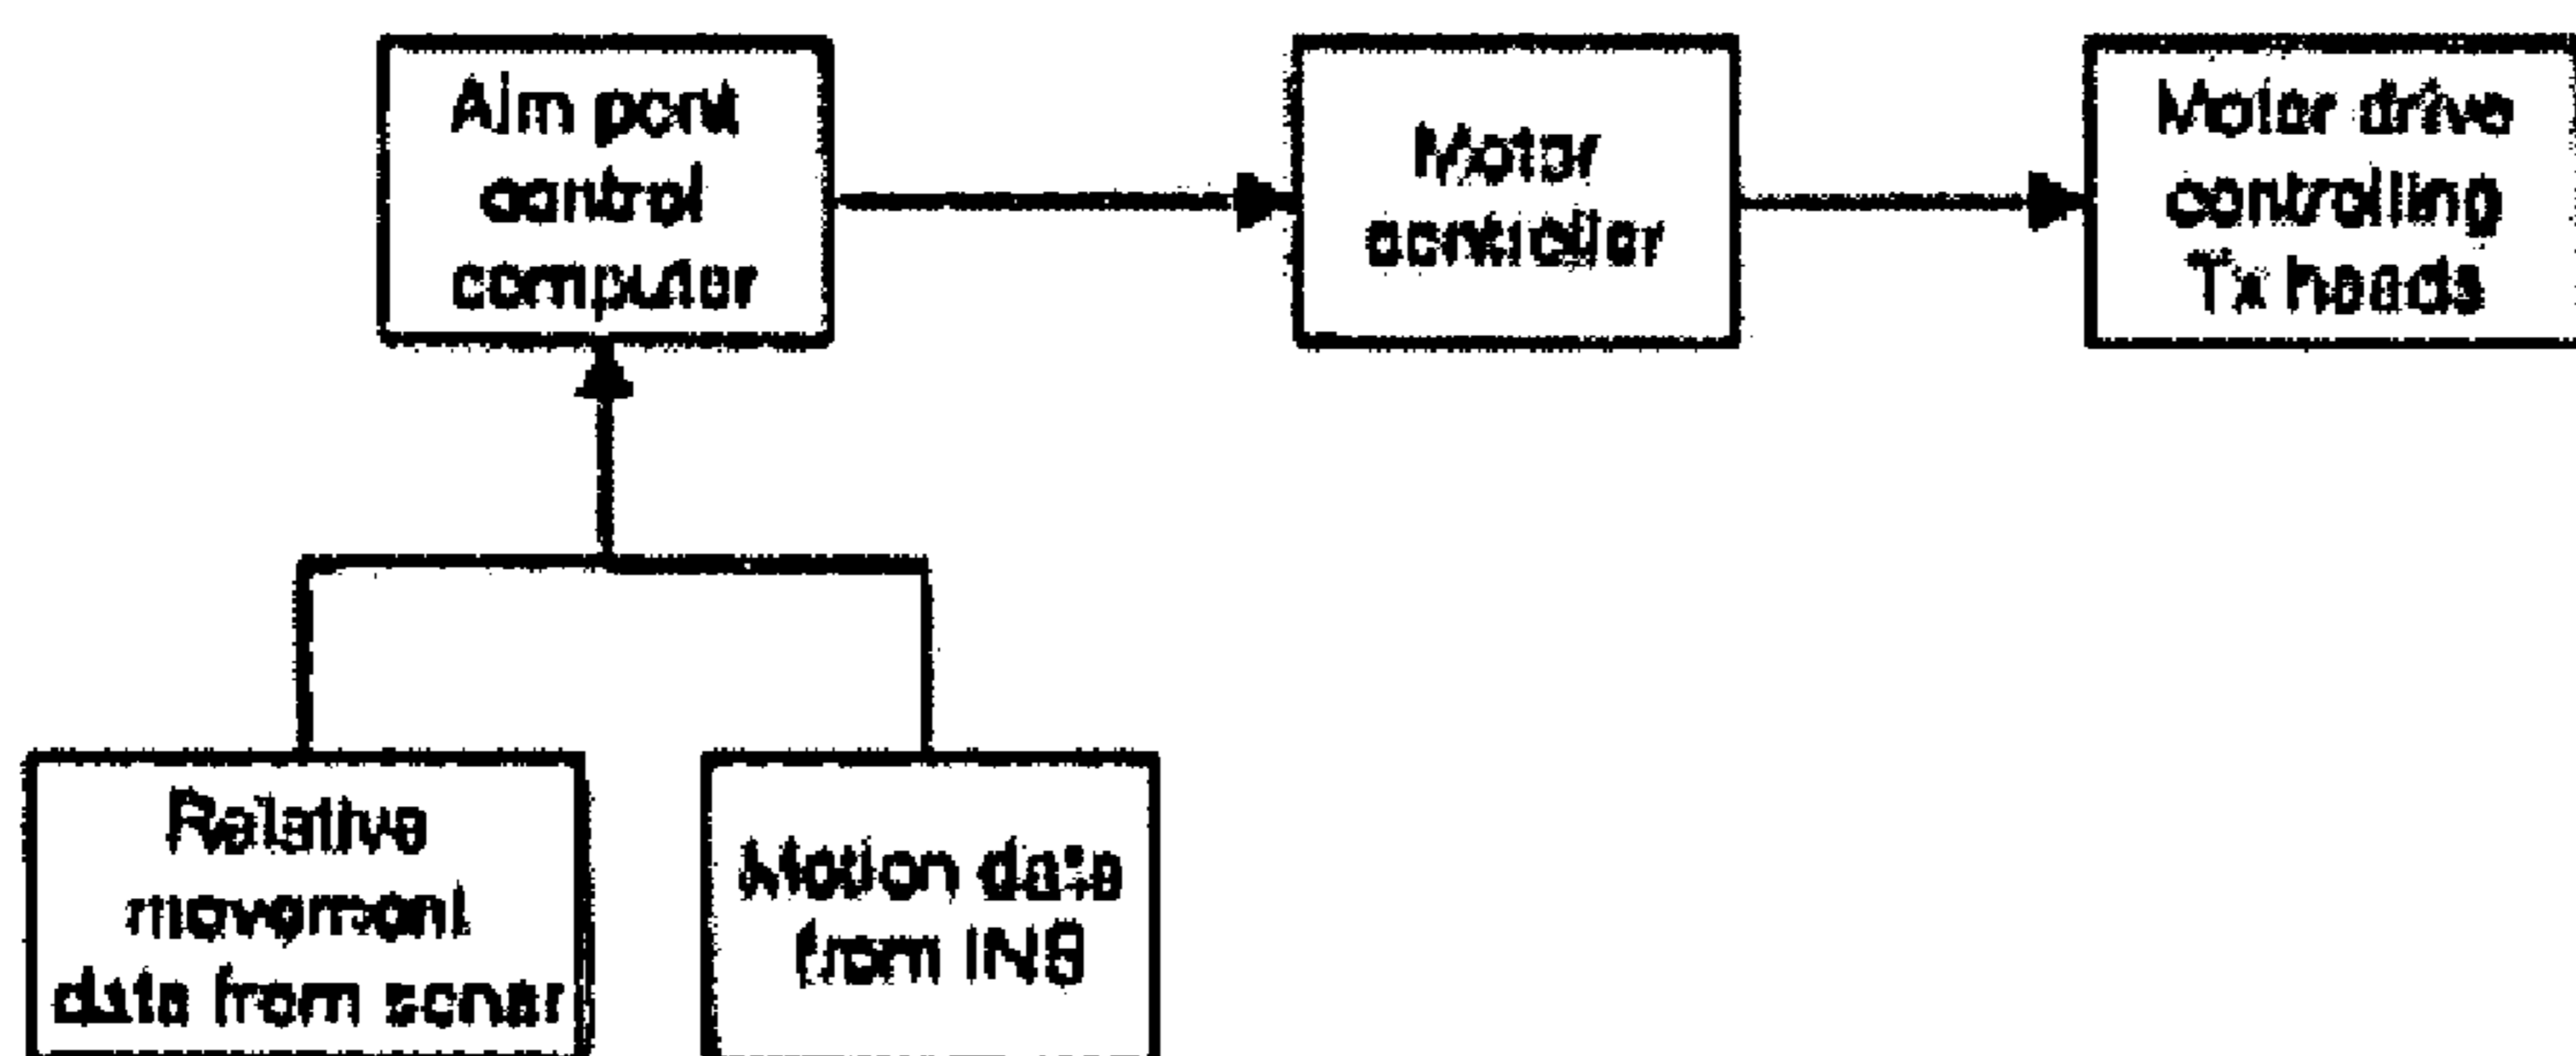 Aim point
control
computer
Motor
controller
Motor drive
controlling
Tx heads
Relative
movement
data from sonar
Motion data
from INS